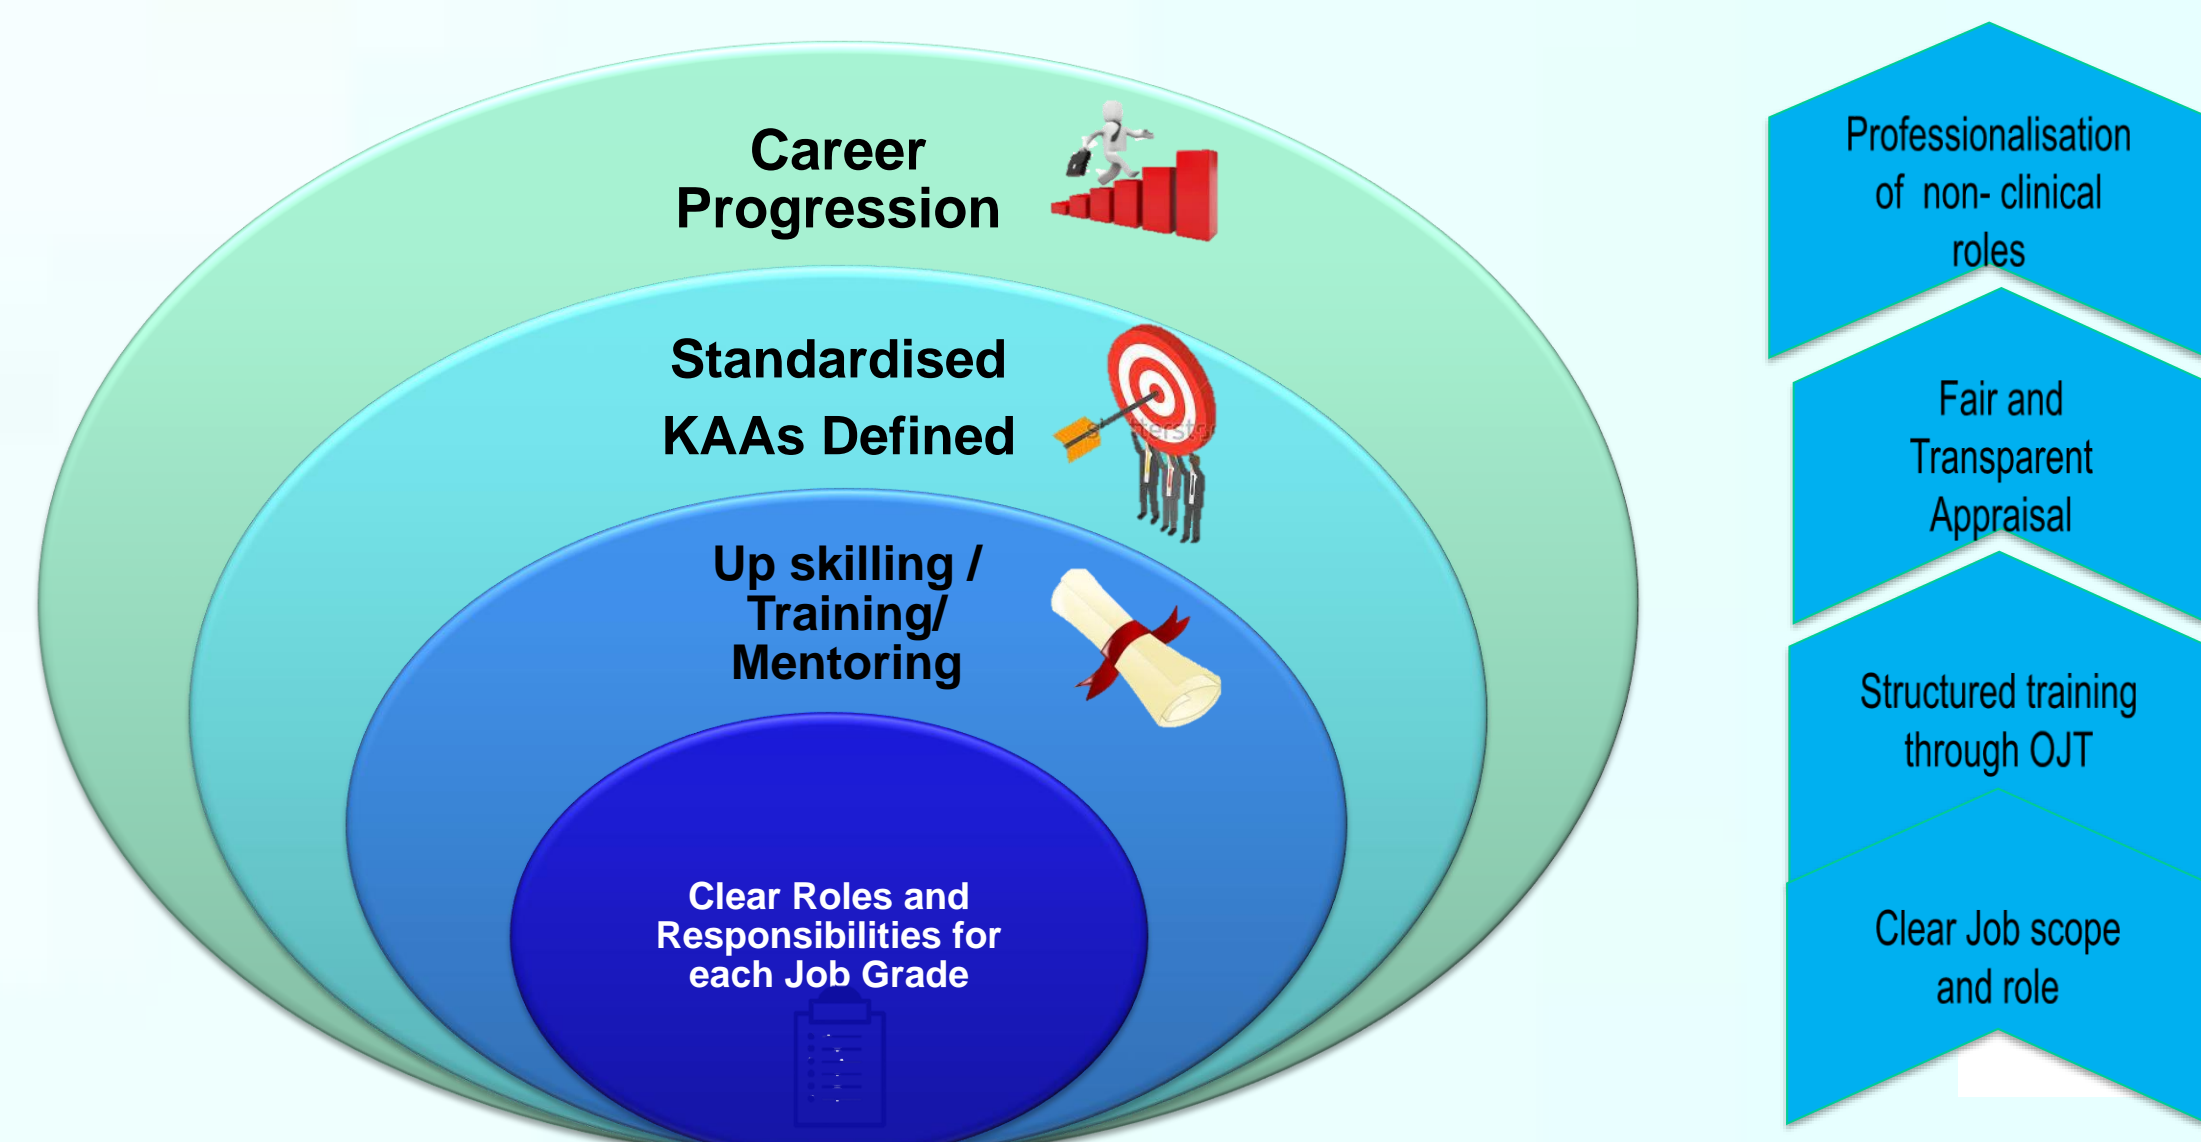 Career
Progression
Standardised
KAAs Defined
Up skilling /
Training/
Mentoring
Clear Roles and
Responsibilities for
each Job Grade
Professionalisation
of non- clinical
roles
Fair and
Transparent
Appraisal
Structured training
through OJT
Clear Job scope
and role